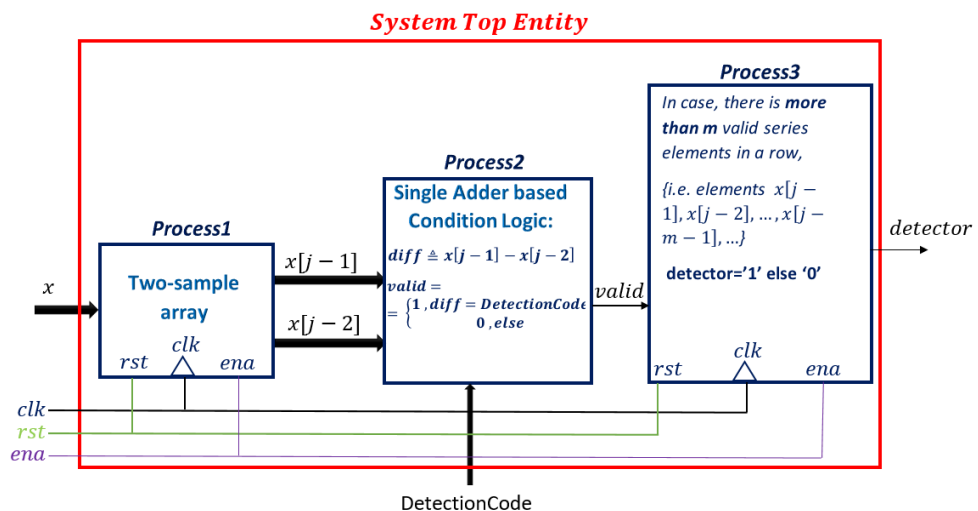 System Top Entity
Process1
Two-sample
array
rst
clk
ena
x
x[j − 1]
x[j − 2]
Process2
Single Adder based
Condition Logic:
diff ≜ x[j − 1] − x[j − 2]
valid =
= {1 , diff = DetectionCode
0 , else
valid
Process3
In case, there is more
than m valid series
elements in a row,
{i.e. elements x[j −
1], x[j − 2], … , x[j −
m − 1], …}
detector='1' else ‘0’
rst
clk
ena
detector
clk
rst
ena
DetectionCode